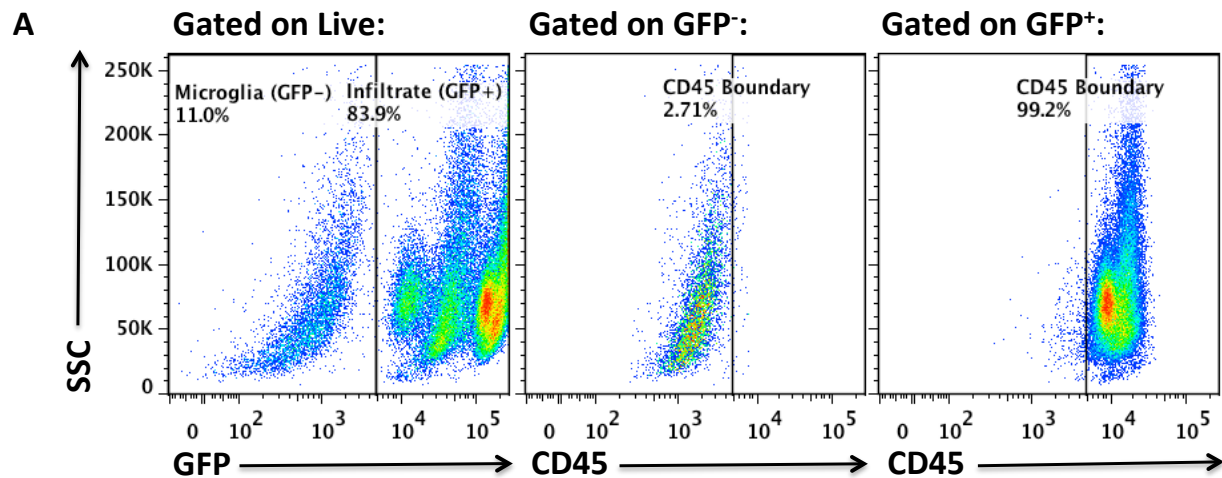 A
Gated on Live:
Gated on GFP⁻:
Gated on GFP⁺:
SSC
250K
200K
150K
100K
50K
0
Microglia (GFP-)
11.0%
Infiltrate (GFP+)
83.9%
CD45 Boundary
2.71%
CD45 Boundary
99.2%
0 10² 10³ 10⁴ 10⁵
0 10² 10³ 10⁴ 10⁵
0 10² 10³ 10⁴ 10⁵
GFP
CD45
CD45